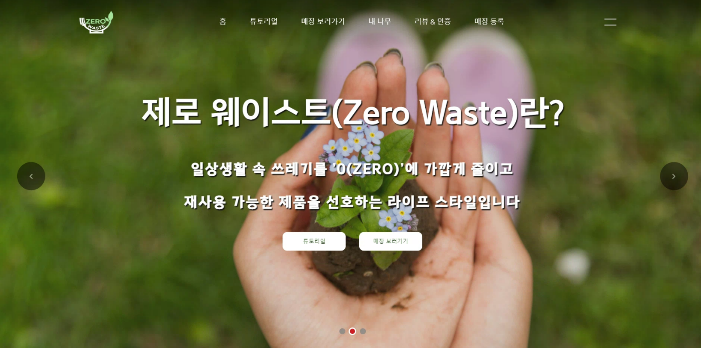 ZERO
WASTE
홈
튜토리얼
매장 보러가기
내 나무
리뷰 & 인증
매장 등록
제로 웨이스트(Zero Waste)란?
일상생활 속 쓰레기를 '0(ZERO)'에 가깝게 줄이고
재사용 가능한 제품을 선호하는 라이프 스타일입니다
튜토리얼
매장 보러가기